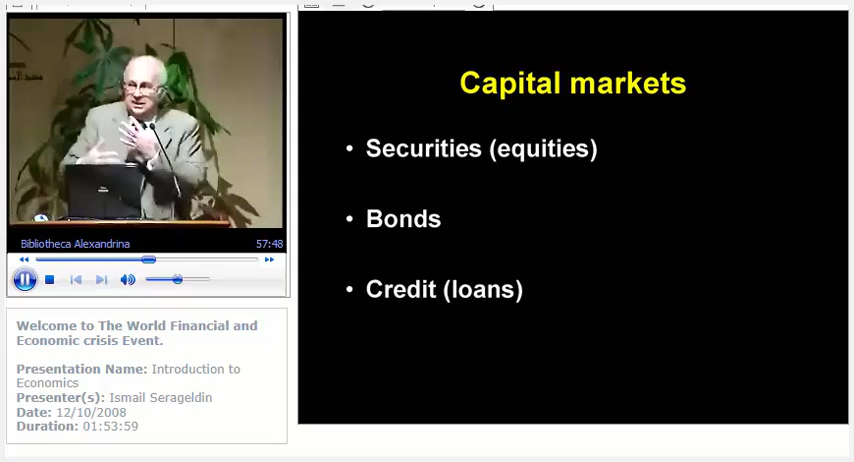 Capital markets
• Securities (equities)
• Bonds
• Credit (loans)
Bibliotheca Alexandrina 57:48
Welcome to The World Financial and
Economic crisis Event.
Presentation Name: Introduction to
Economics
Presenter(s): Ismail Serageldin
Date: 12/10/2008
Duration: 01:53:59